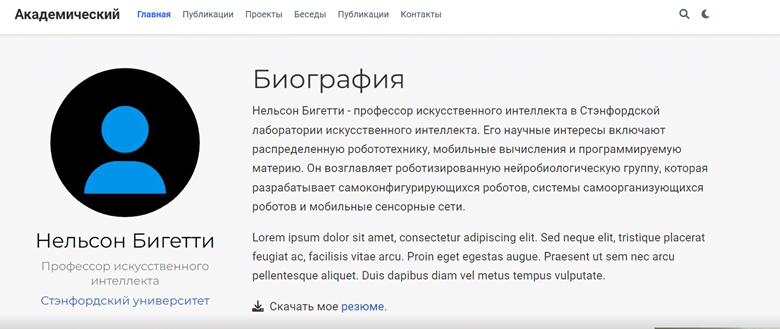 Академический Главная Публикации Проекты Беседы Публикации Контакты
Биография
Нельсон Бигетти - профессор искусственного интеллекта в Стэнфордской
лаборатории искусственного интеллекта. Его научные интересы включают
распределенную робототехнику, мобильные вычисления и программируемую
материю. Он возглавляет роботизированную нейробиологическую группу, которая
разрабатывает самоконфигурирующихся роботов, системы самоорганизующихся
роботов и мобильные сенсорные сети.
Lorem ipsum dolor sit amet, consectetur adipiscing elit. Sed neque elit, tristique placerat
feugiat ac, facilisis vitae arcu. Proin eget egestas augue. Praesent ut sem nec arcu
pellentesque aliquet. Duis dapibus diam vel metus tempus vulputate.
Скачать мое резюме.
Нельсон Бигетти
Профессор искусственного
интеллекта
Стэнфордский университет